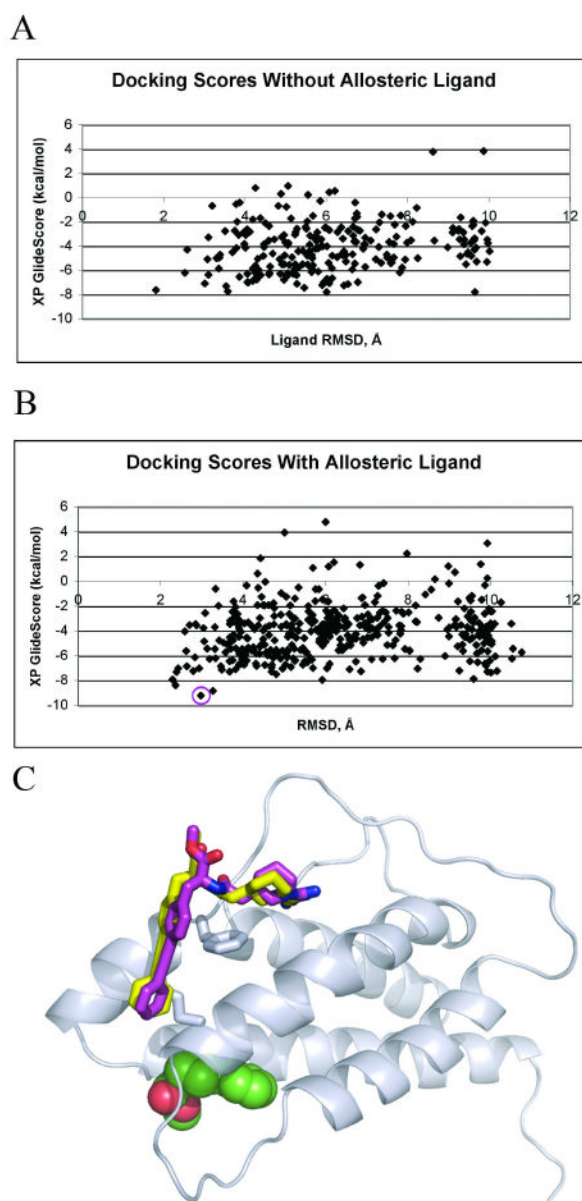 A
Docking Scores Without Allosteric Ligand
XP GlideScore (kcal/mol)
6
4
2
0
-2
-4
-6
-8
-10
0 2 4 6 8 10 12
Ligand RMSD, Å
B
Docking Scores With Allosteric Ligand
XP GlideScore (kcal/mol)
6
4
2
0
-2
-4
-6
-8
-10
0 2 4 6 8 10 12
RMSD, Å
C